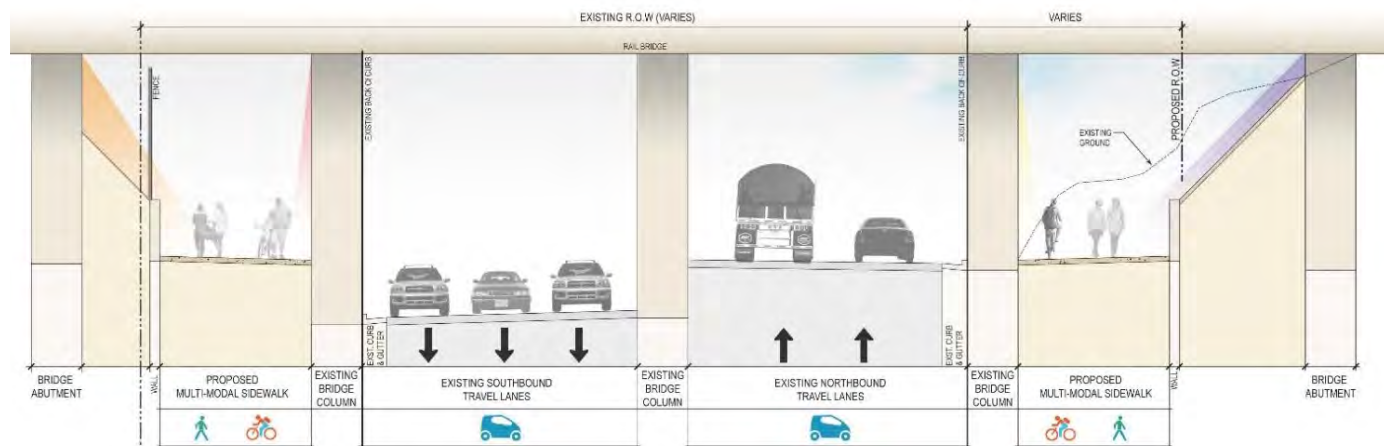 EXISTING R.O.W (VARIES)
VARIES
RAIL BRIDGE
FENCE
EXISTING BACK OF CURB
EXISTING BACK OF CURB
PROPOSED R.O.W
EXISTING
GROUND
EXIST. CURB
& GUTTER
EXIST. CURB
& GUTTER
BRIDGE
ABUTMENT
WALL
PROPOSED
MULTI-MODAL SIDEWALK
EXISTING
BRIDGE
COLUMN
EXISTING SOUTHBOUND
TRAVEL LANES
EXISTING
BRIDGE
COLUMN
EXISTING NORTHBOUND
TRAVEL LANES
EXISTING
BRIDGE
COLUMN
PROPOSED
MULTI-MODAL SIDEWALK
WALL
BRIDGE
ABUTMENT